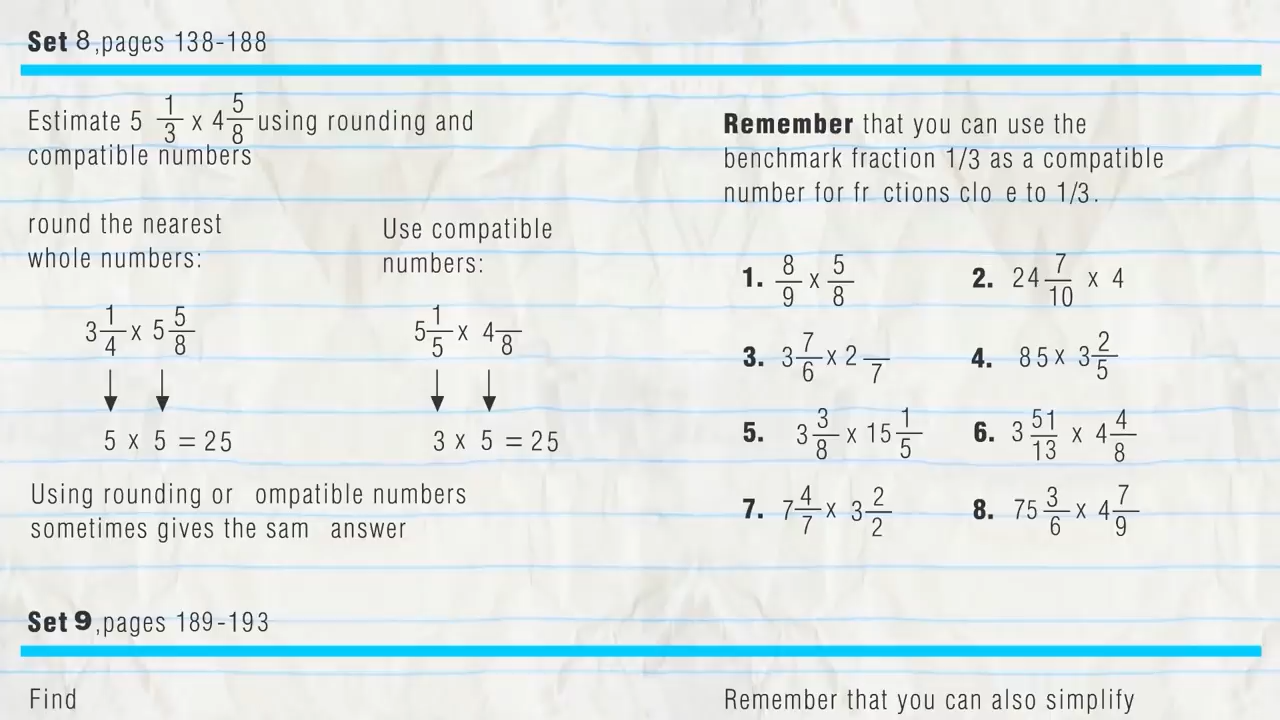 Set 8,pages 138-188
Estimate 5 1/3 x 4 5/8 using rounding and
compatible numbers
round the nearest
whole numbers:
Use compatible
numbers:
3 1/4 x 5 5/8
5 1/5 x 4 /8
5 x 5 = 25
3 x 5 = 25
Using rounding or ompatible numbers
sometimes gives the sam answer
Remember that you can use the
benchmark fraction 1/3 as a compatible
number for fr ctions clo e to 1/3.
1. 8/9 x 5/8
2. 24 7/10 x 4
3. 3 7/6 x 2 /7
4. 85 x 3 2/5
5. 3 3/8 x 15 1/5
6. 3 51/13 x 4 4/8
7. 7 4/7 x 3 2/2
8. 75 3/6 x 4 7/9
Set 9,pages 189-193
Find
Remember that you can also simplify